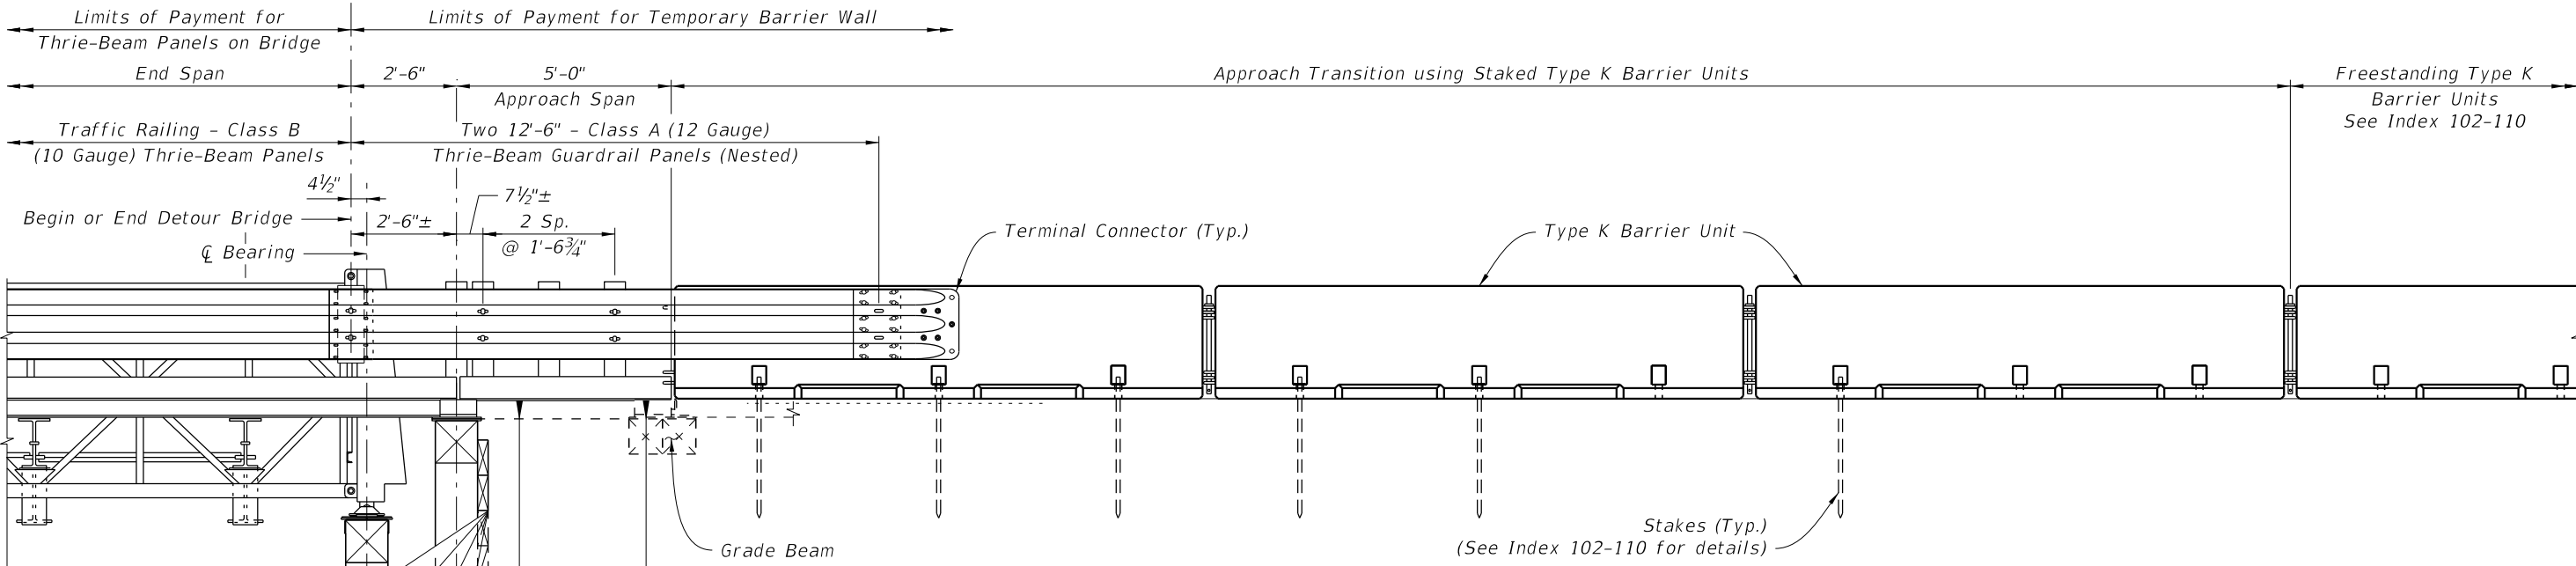 Limits of Payment for
Thrie-Beam Panels on Bridge
Limits of Payment for Temporary Barrier Wall
End Span
2'-6"
5'-0"
Approach Span
Approach Transition using Staked Type K Barrier Units
Freestanding Type K
Barrier Units
See Index 102-110
Traffic Railing - Class B
(10 Gauge) Thrie-Beam Panels
Two 12'-6" - Class A (12 Gauge)
Thrie-Beam Guardrail Panels (Nested)
4½"
7½"±
Begin or End Detour Bridge
2'-6"±
2 Sp.
@ 1'-6¾"
℄ Bearing
Terminal Connector (Typ.)
Type K Barrier Unit
Grade Beam
Stakes (Typ.)
(See Index 102-110 for details)